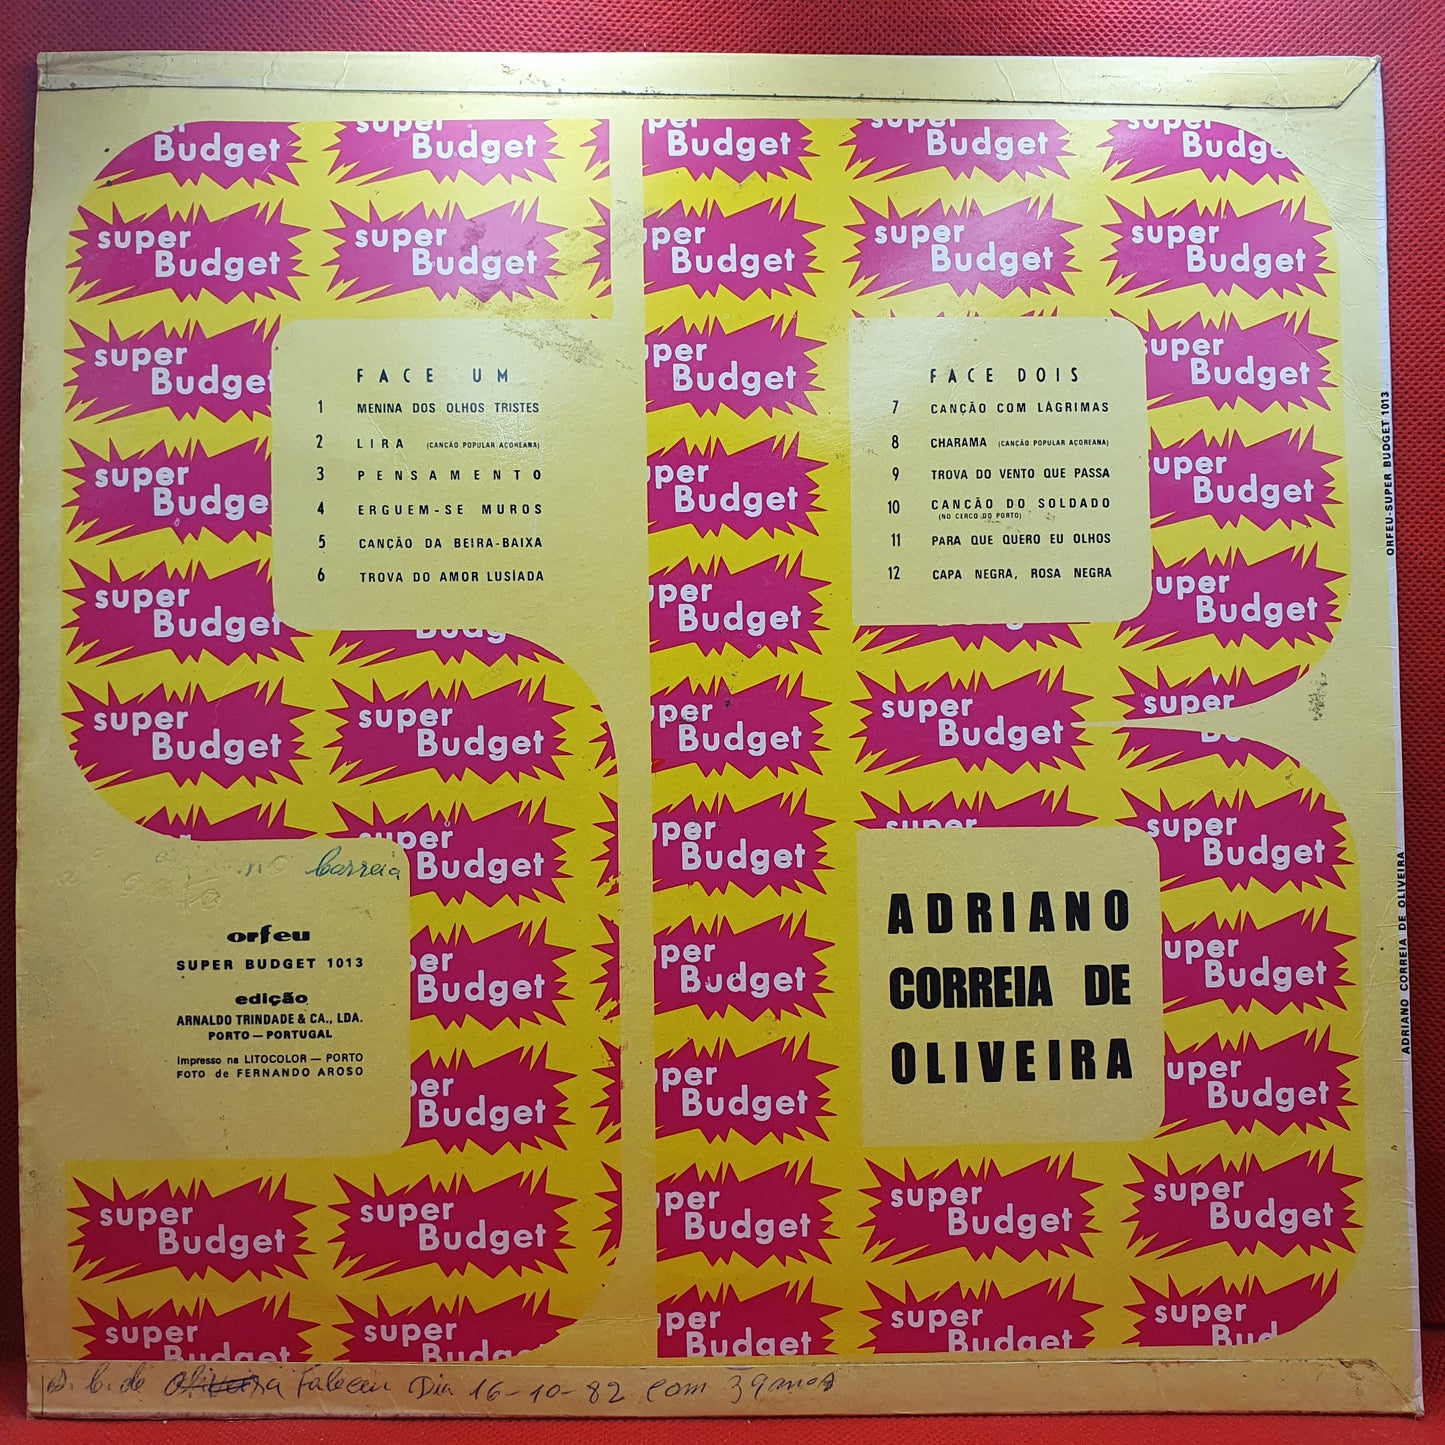 super Budget
FACE UM
1 MENINA DOS OLHOS TRISTES
2 LIRA (CANÇÃO POPULAR AÇOREANA)
3 PENSAMENTO
4 ERGUEM-SE MUROS
5 CANÇÃO DA BEIRA-BAIXA
6 TROVA DO AMOR LUSÍADA
FACE DOIS
7 CANÇÃO COM LÁGRIMAS
8 CHARAMA (CANÇÃO POPULAR AÇOREANA)
9 TROVA DO VENTO QUE PASSA
10 CANÇÃO DO SOLDADO
(NO CERCO DO PORTO)
11 PARA QUE QUERO EU OLHOS
12 CAPA NEGRA, ROSA NEGRA
Correia
orfeu
SUPER BUDGET 1013
edição
ARNALDO TRINDADE & CA., LDA.
PORTO — PORTUGAL
Impresso na LITOCOLOR — PORTO
FOTO de FERNANDO AROSO
ADRIANO
CORREIA DE
OLIVEIRA
ORFEU-SUPER BUDGET 1013
ADRIANO CORREIA DE OLIVEIRA
A. C. de Oliveira Faleceu Dia 16-10-82 com 39 anos